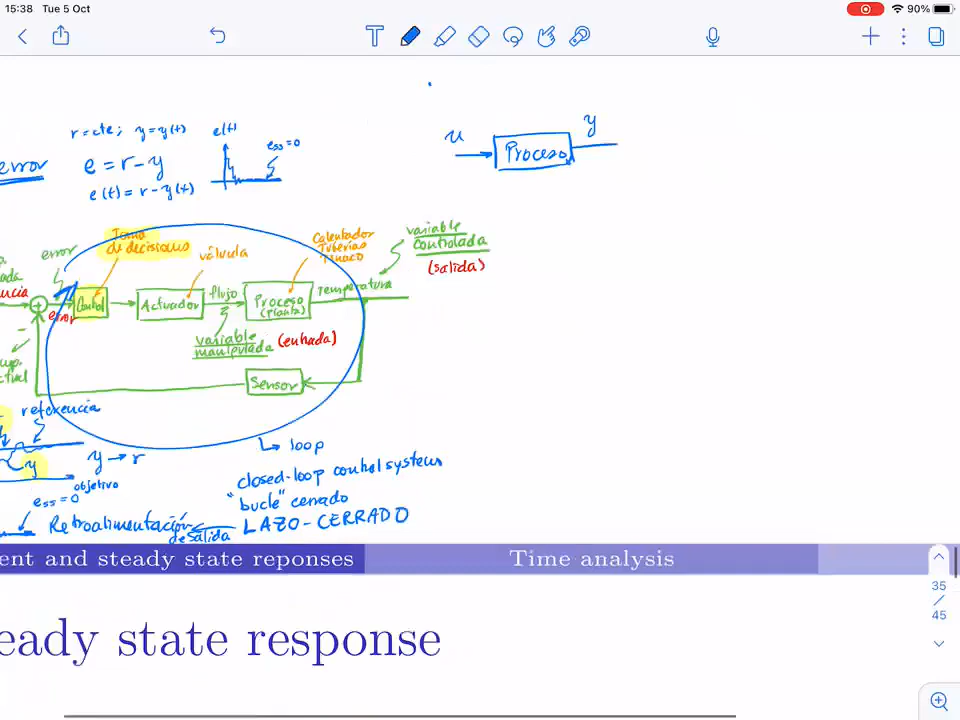 15:38 Tue 5 Oct
90%
r=cte; y=y(t)
e(t)
ess=0
error
e = r-y
e(t) = r-y(t)
u
Proceso
y
Toma
de decisiones
error
válvula
Calentador
Tuberías
Tinaco
variable
controlada
(salida)
+
error
Control
Actuador
flujo
Proceso
(planta)
Temperatura
-
variable
manipulada
(entrada)
Sensor
referencia
y
y → r
objetivo
ess=0
loop
closed-loop control systems
"bucle" cerrado
Retroalimentación
de salida
LAZO-CERRADO
ent and steady state reponses
Time analysis
35
/
45
eady state response